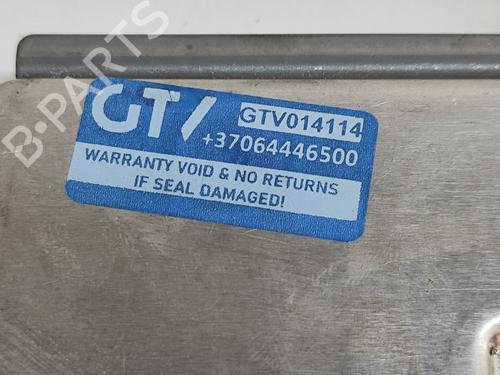 B-PARTS
GTV GTV014114
+37064446500
WARRANTY VOID & NO RETURNS
IF SEAL DAMAGED!